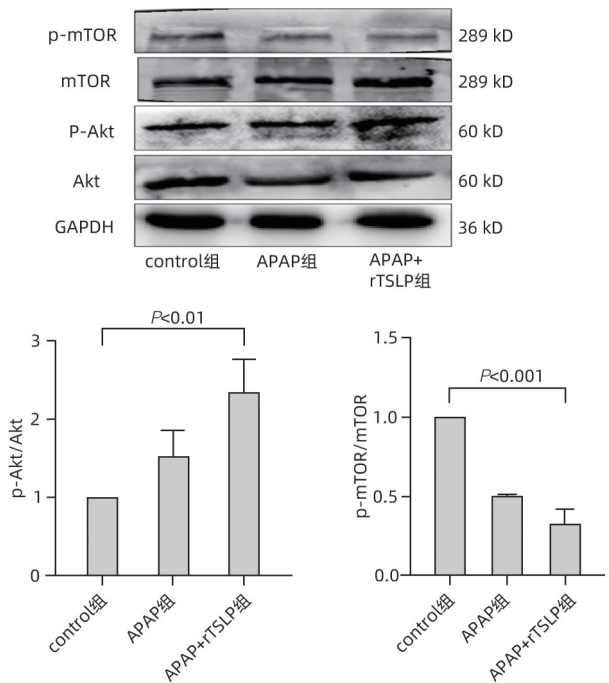 p-mTOR 289 kD
mTOR 289 kD
P-Akt 60 kD
Akt 60 kD
GAPDH 36 kD
control组 APAP组 APAP+
rTSLP组
P<0.01
3
2
1
0
p-Akt/Akt
control组
APAP组
APAP+rTSLP组
P<0.001
1.5
1.0
0.5
0.0
p-mTOR/mTOR
control组
APAP组
APAP+rTSLP组